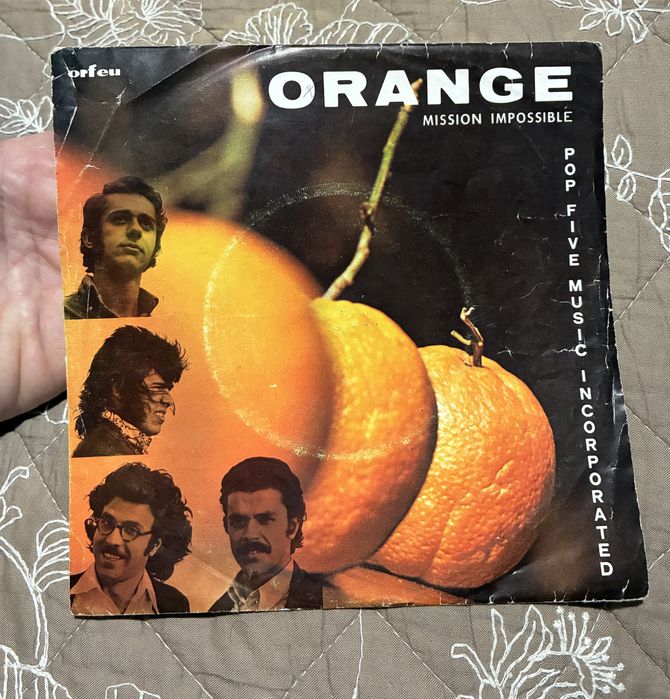 orfeu
ORANGE
MISSION IMPOSSIBLE
POP FIVE MUSIC INCORPORATED